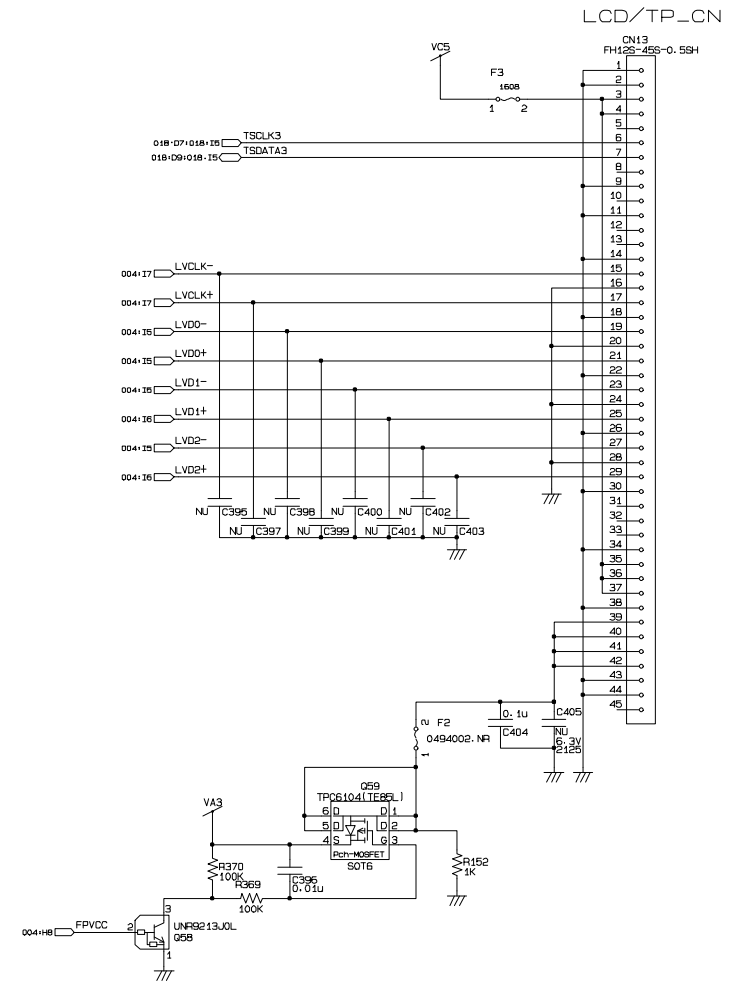 LCD/TP_CN
CN13
FH12S-45S-0.5SH
VC5
F3
1608
1 2
1
2
3
4
5
6
7
8
9
10
11
12
13
14
15
16
17
18
19
20
21
22
23
24
25
26
27
28
29
30
31
32
33
34
35
36
37
38
39
40
41
42
43
44
45
018:D7;018:I5 TSCLK3
018:D9;018:I5 TSDATA3
004:I7 LVCLK-
004:I7 LVCLK+
004:I5 LVD0-
004:I5 LVD0+
004:I5 LVD1-
004:I6 LVD1+
004:I5 LVD2-
004:I6 LVD2+
NU C395
NU C398
NU C400
NU C402
NU C397
NU C399
NU C401
NU C403
2
F2
0494002.NR
1
0.1u
C404
C405
NU
6.3V
2125
Q59
TPC6104(TE85L)
6 D D 1
5 D D 2
4 S G 3
Pch-MOSFET
SOT6
VA3
R370
100K
R369
100K
C396
0.01u
R152
1K
004:H8 FPVCC
3
2
1
UNR9213J0L
Q58